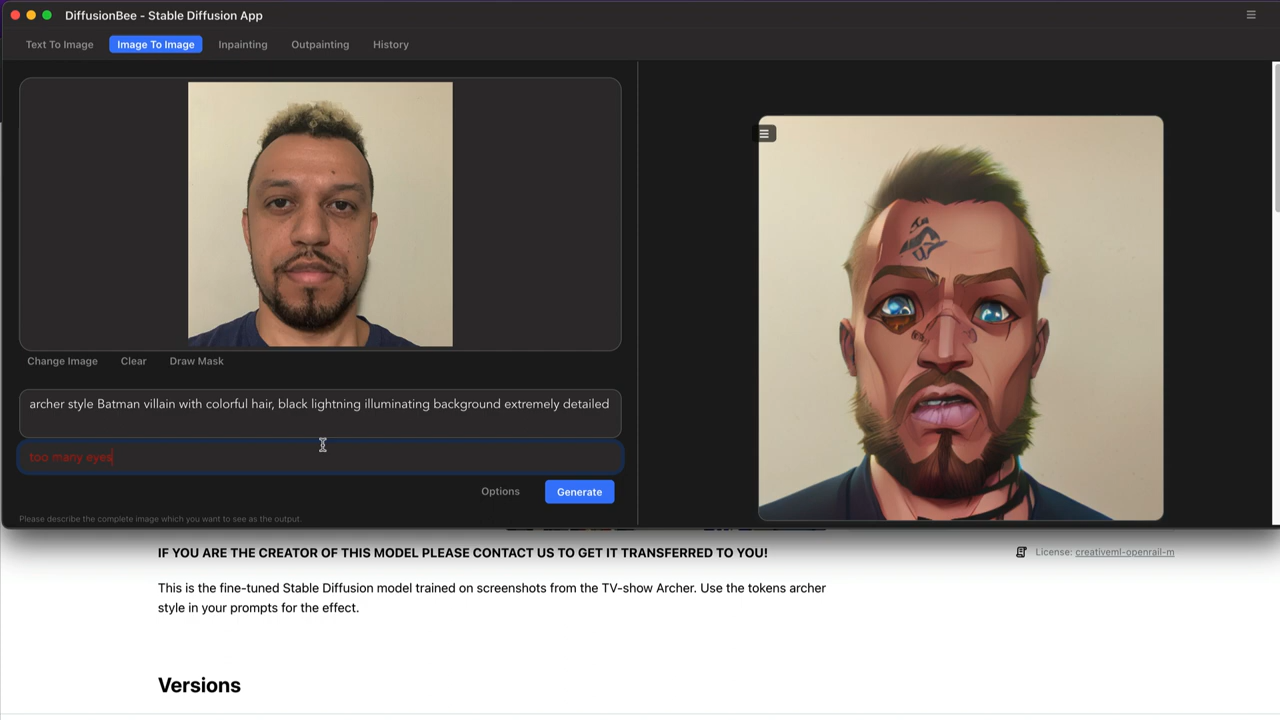 DiffusionBee - Stable Diffusion App
Text To Image
Image To Image
Inpainting
Outpainting
History
Change Image
Clear
Draw Mask
archer style Batman villain with colorful hair, black lightning illuminating background extremely detailed
too many eyes
Options
Generate
Please describe the complete image which you want to see as the output.
IF YOU ARE THE CREATOR OF THIS MODEL PLEASE CONTACT US TO GET IT TRANSFERRED TO YOU!
License: creativeml-openrail-m
This is the fine-tuned Stable Diffusion model trained on screenshots from the TV-show Archer. Use the tokens archer
style in your prompts for the effect.
Versions